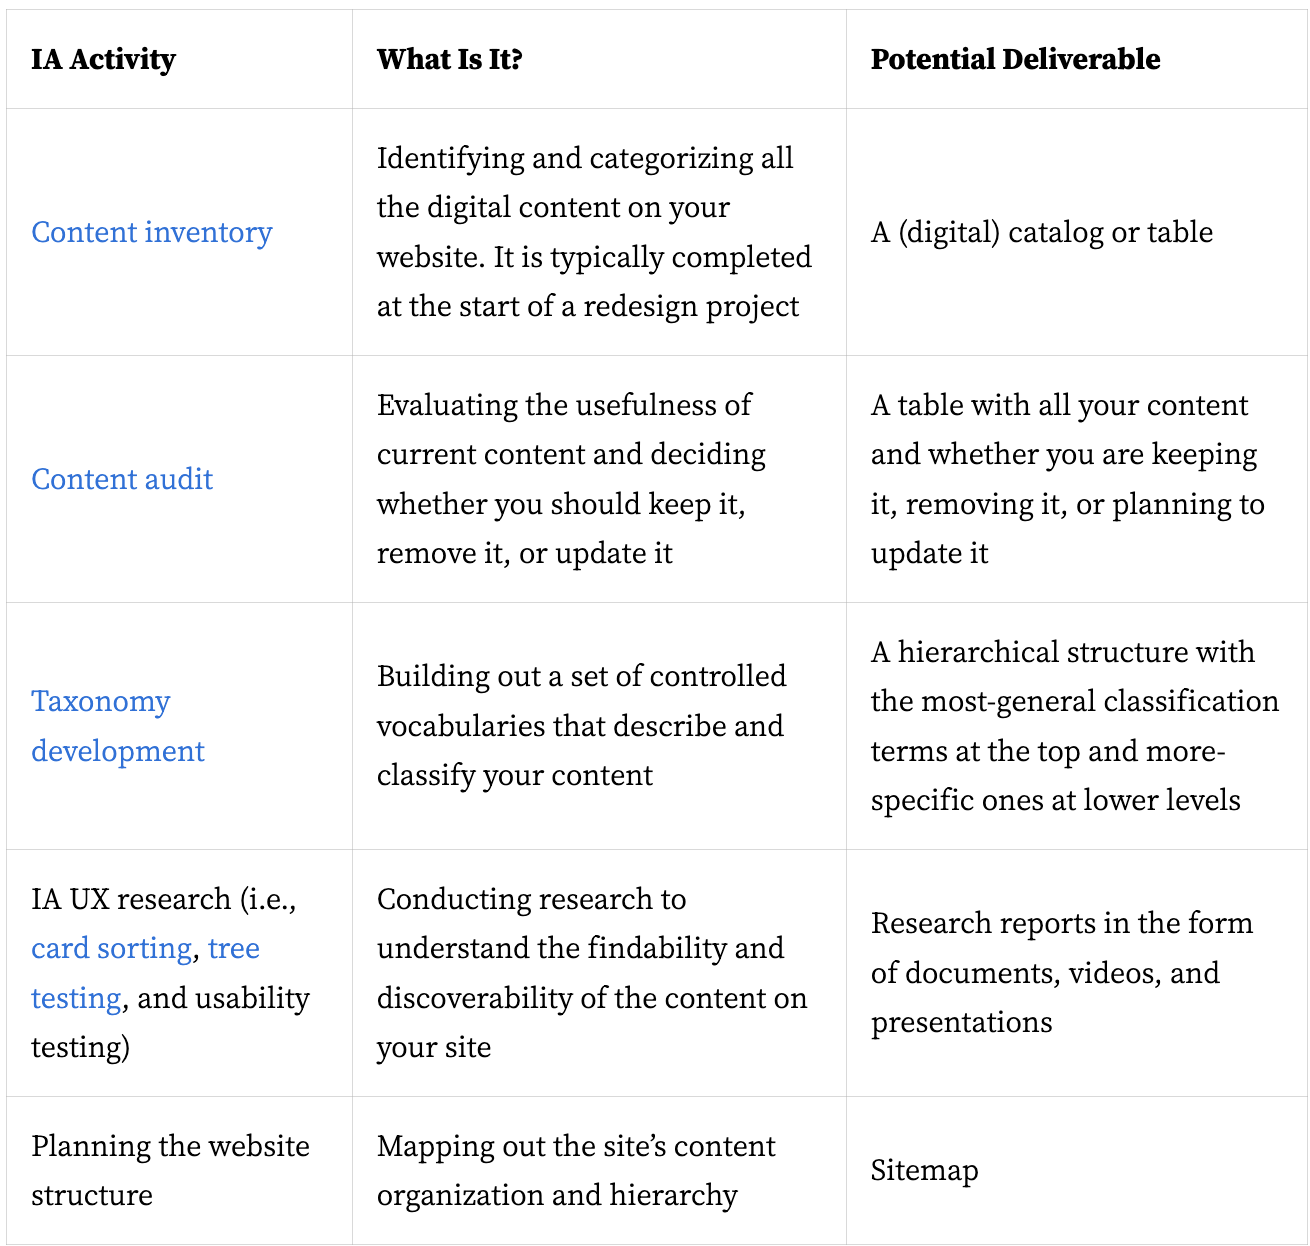 IA Activity
What Is It?
Potential Deliverable
Content inventory
Identifying and categorizing all
the digital content on your
website. It is typically completed
at the start of a redesign project
A (digital) catalog or table
Content audit
Evaluating the usefulness of
current content and deciding
whether you should keep it,
remove it, or update it
A table with all your content
and whether you are keeping
it, removing it, or planning to
update it
Taxonomy
development
Building out a set of controlled
vocabularies that describe and
classify your content
A hierarchical structure with
the most-general classification
terms at the top and more-
specific ones at lower levels
IA UX research (i.e.,
card sorting, tree
testing, and usability
testing)
Conducting research to
understand the findability and
discoverability of the content on
your site
Research reports in the form
of documents, videos, and
presentations
Planning the website
structure
Mapping out the site’s content
organization and hierarchy
Sitemap